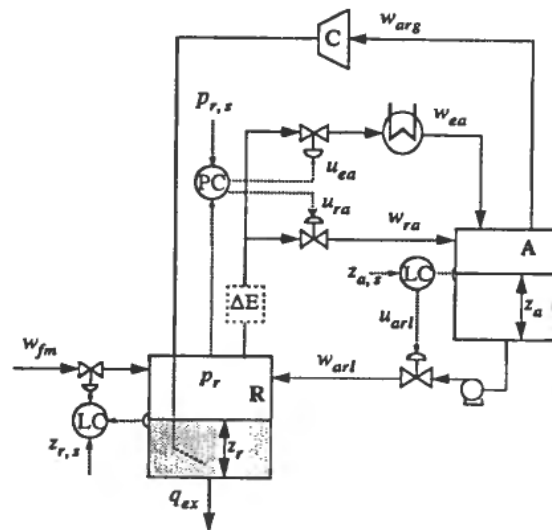 w_arg
C
p_r,s
w_ea
u_ea
PC
u_ra
w_ra
A
z_a,s
LC
z_a
ΔE
u_arl
w_fm
w_arl
p_r
R
LC
z_r
z_r,s
q_ex